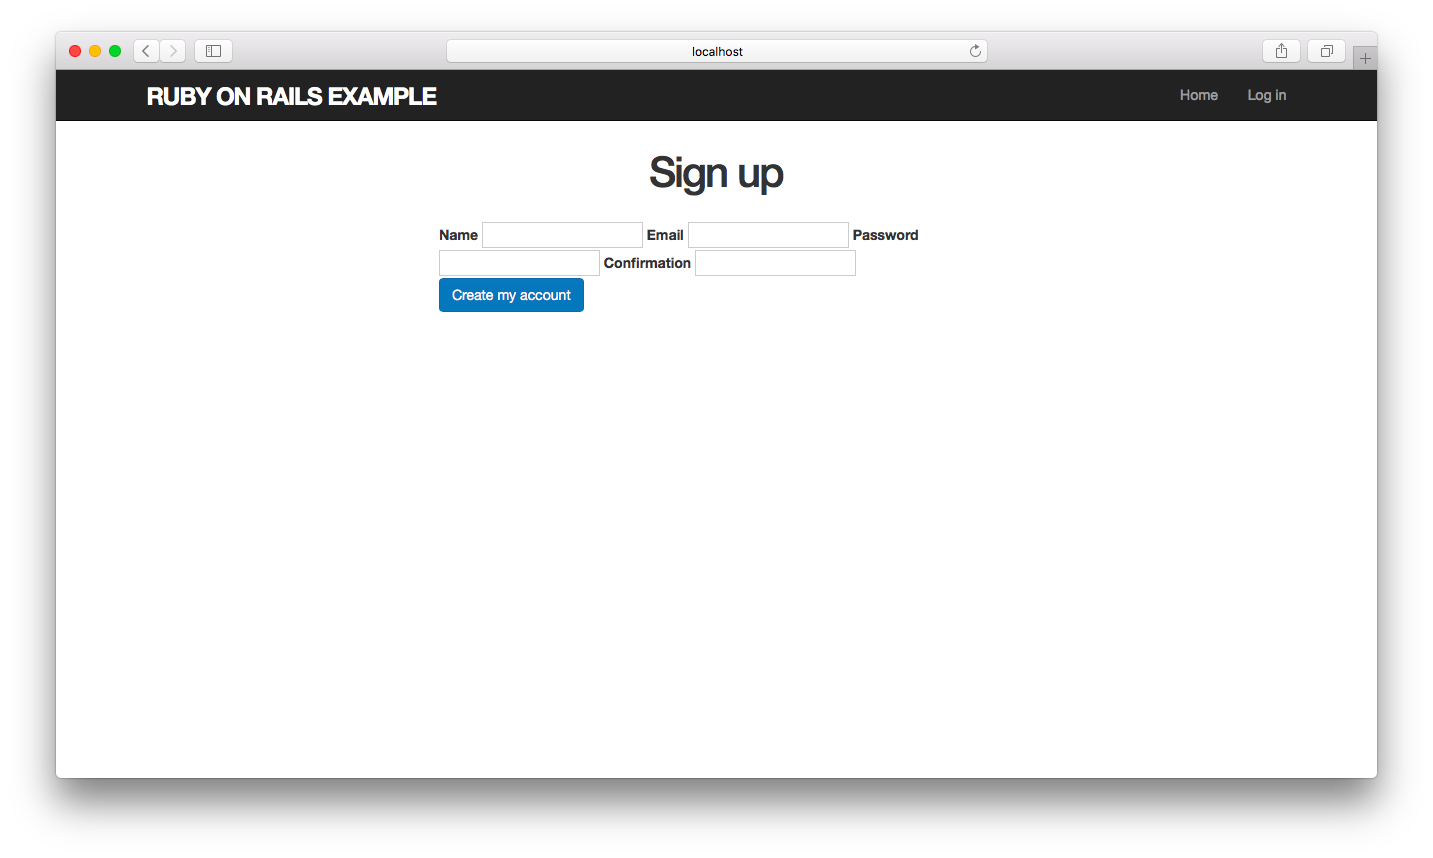 localhost
RUBY ON RAILS EXAMPLE Home Log in
Sign up
Name Email Password
Confirmation
Create my account